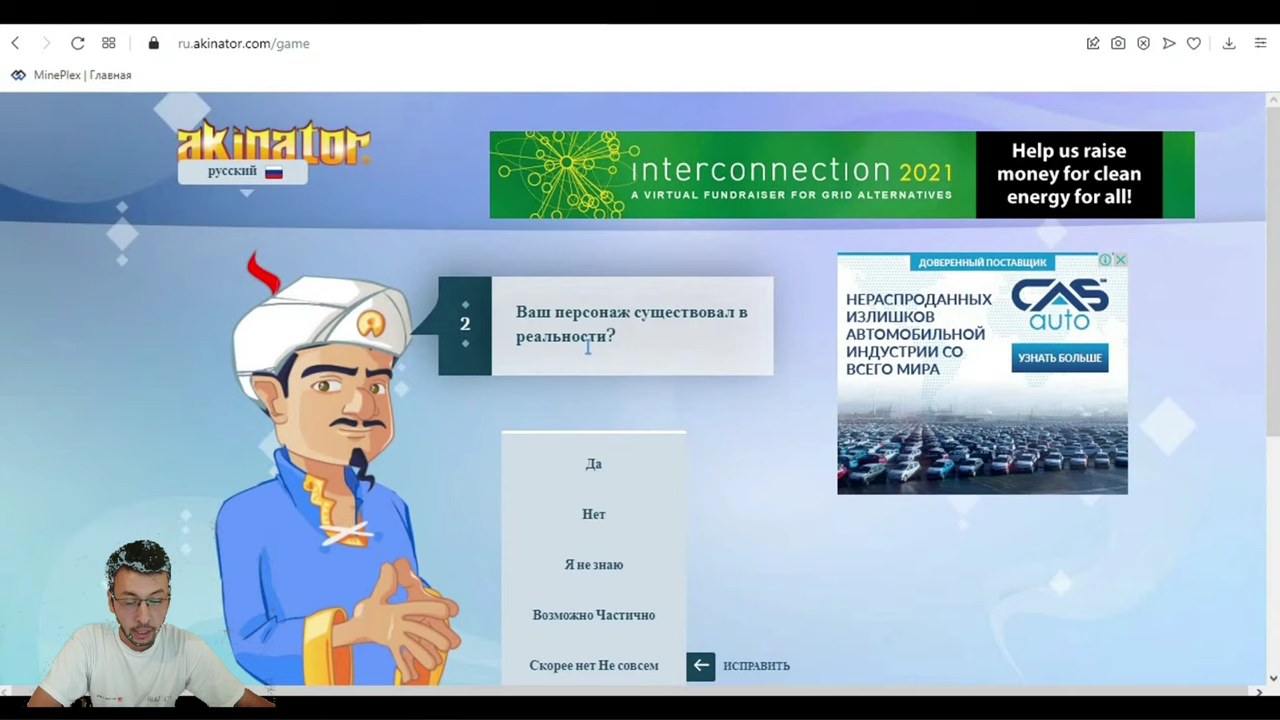 ru.akinator.com/game
MinePlex | Главная
akinator
русский
interconnection 2021
A VIRTUAL FUNDRAISER FOR GRID ALTERNATIVES
Help us raise
money for clean
energy for all!
2
Ваш персонаж существовал в
реальности?
ДОВЕРЕННЫЙ ПОСТАВЩИК
НЕРАСПРОДАННЫХ
ИЗЛИШКОВ
АВТОМОБИЛЬНОЙ
ИНДУСТРИИ СО
ВСЕГО МИРА
CAS
auto
УЗНАТЬ БОЛЬШЕ
Да
Нет
Я не знаю
Возможно Частично
Скорее нет Не совсем
ИСПРАВИТЬ